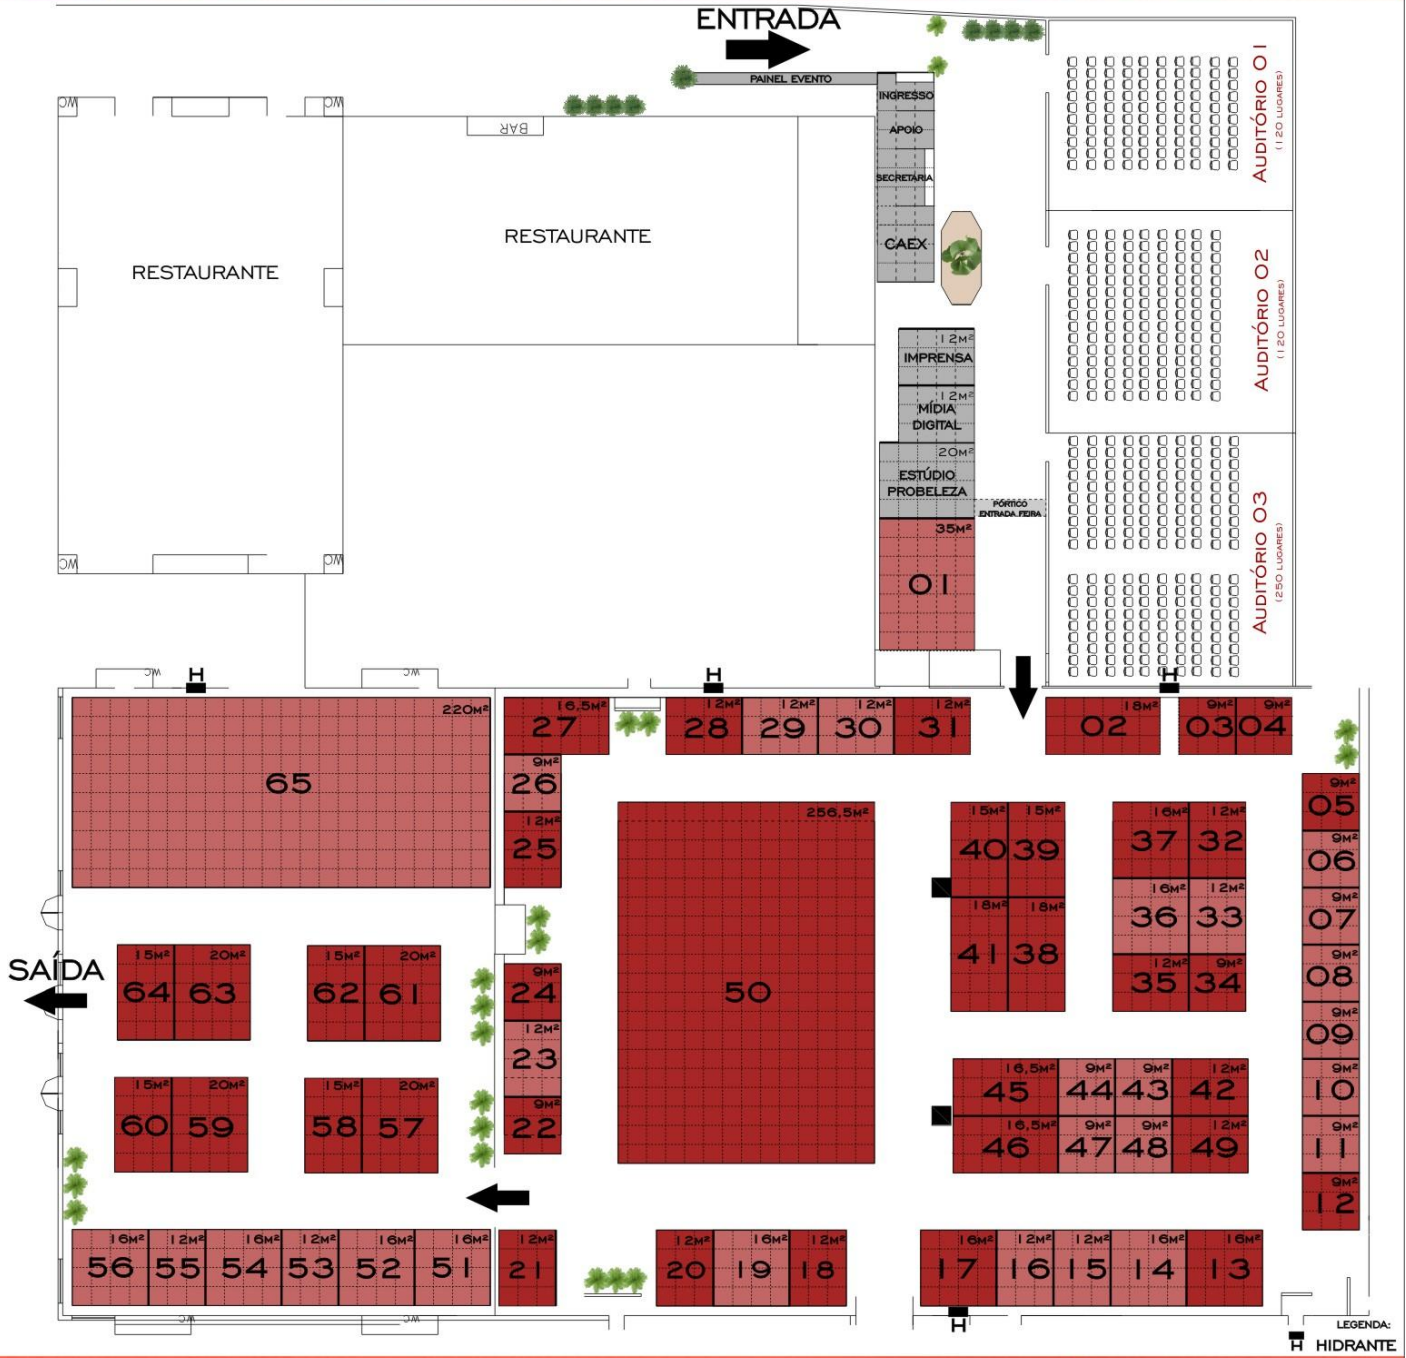 ENTRADA
PAINEL EVENTO
INGRESSO
APOIO
SECRETARIA
CAEX
AUDITÓRIO 01
(120 LUGARES)
WC
WC
BAR
RESTAURANTE
RESTAURANTE
AUDITÓRIO 02
(120 LUGARES)
12M²
IMPRENSA
12M²
MÍDIA
DIGITAL
20M²
ESTÚDIO
PROBELEZA
PÓRTICO
ENTRADA FEIRA
AUDITÓRIO 03
(250 LUGARES)
WC
WC
35M²
01
WC
H
WC
H
H
220M²
65
16,5M²
27
12M²
28
12M²
29
12M²
30
12M²
31
18M²
02
9M²
03
9M²
04
9M²
26
12M²
25
256,5M²
50
15M²
40
15M²
39
16M²
37
12M²
32
9M²
05
9M²
06
18M²
41
18M²
38
16M²
36
12M²
33
9M²
07
12M²
35
9M²
34
9M²
08
SAÍDA
15M²
64
20M²
63
15M²
62
20M²
61
9M²
24
12M²
23
9M²
22
9M²
09
15M²
60
20M²
59
15M²
58
20M²
57
16,5M²
45
9M²
44
9M²
43
12M²
42
9M²
10
16,5M²
46
9M²
47
9M²
48
12M²
49
9M²
11
9M²
12
16M²
56
12M²
55
16M²
54
12M²
53
16M²
52
16M²
51
12M²
21
12M²
20
16M²
19
12M²
18
16M²
17
12M²
16
12M²
15
16M²
14
16M²
13
WC
WC
H
LEGENDA:
H HIDRANTE